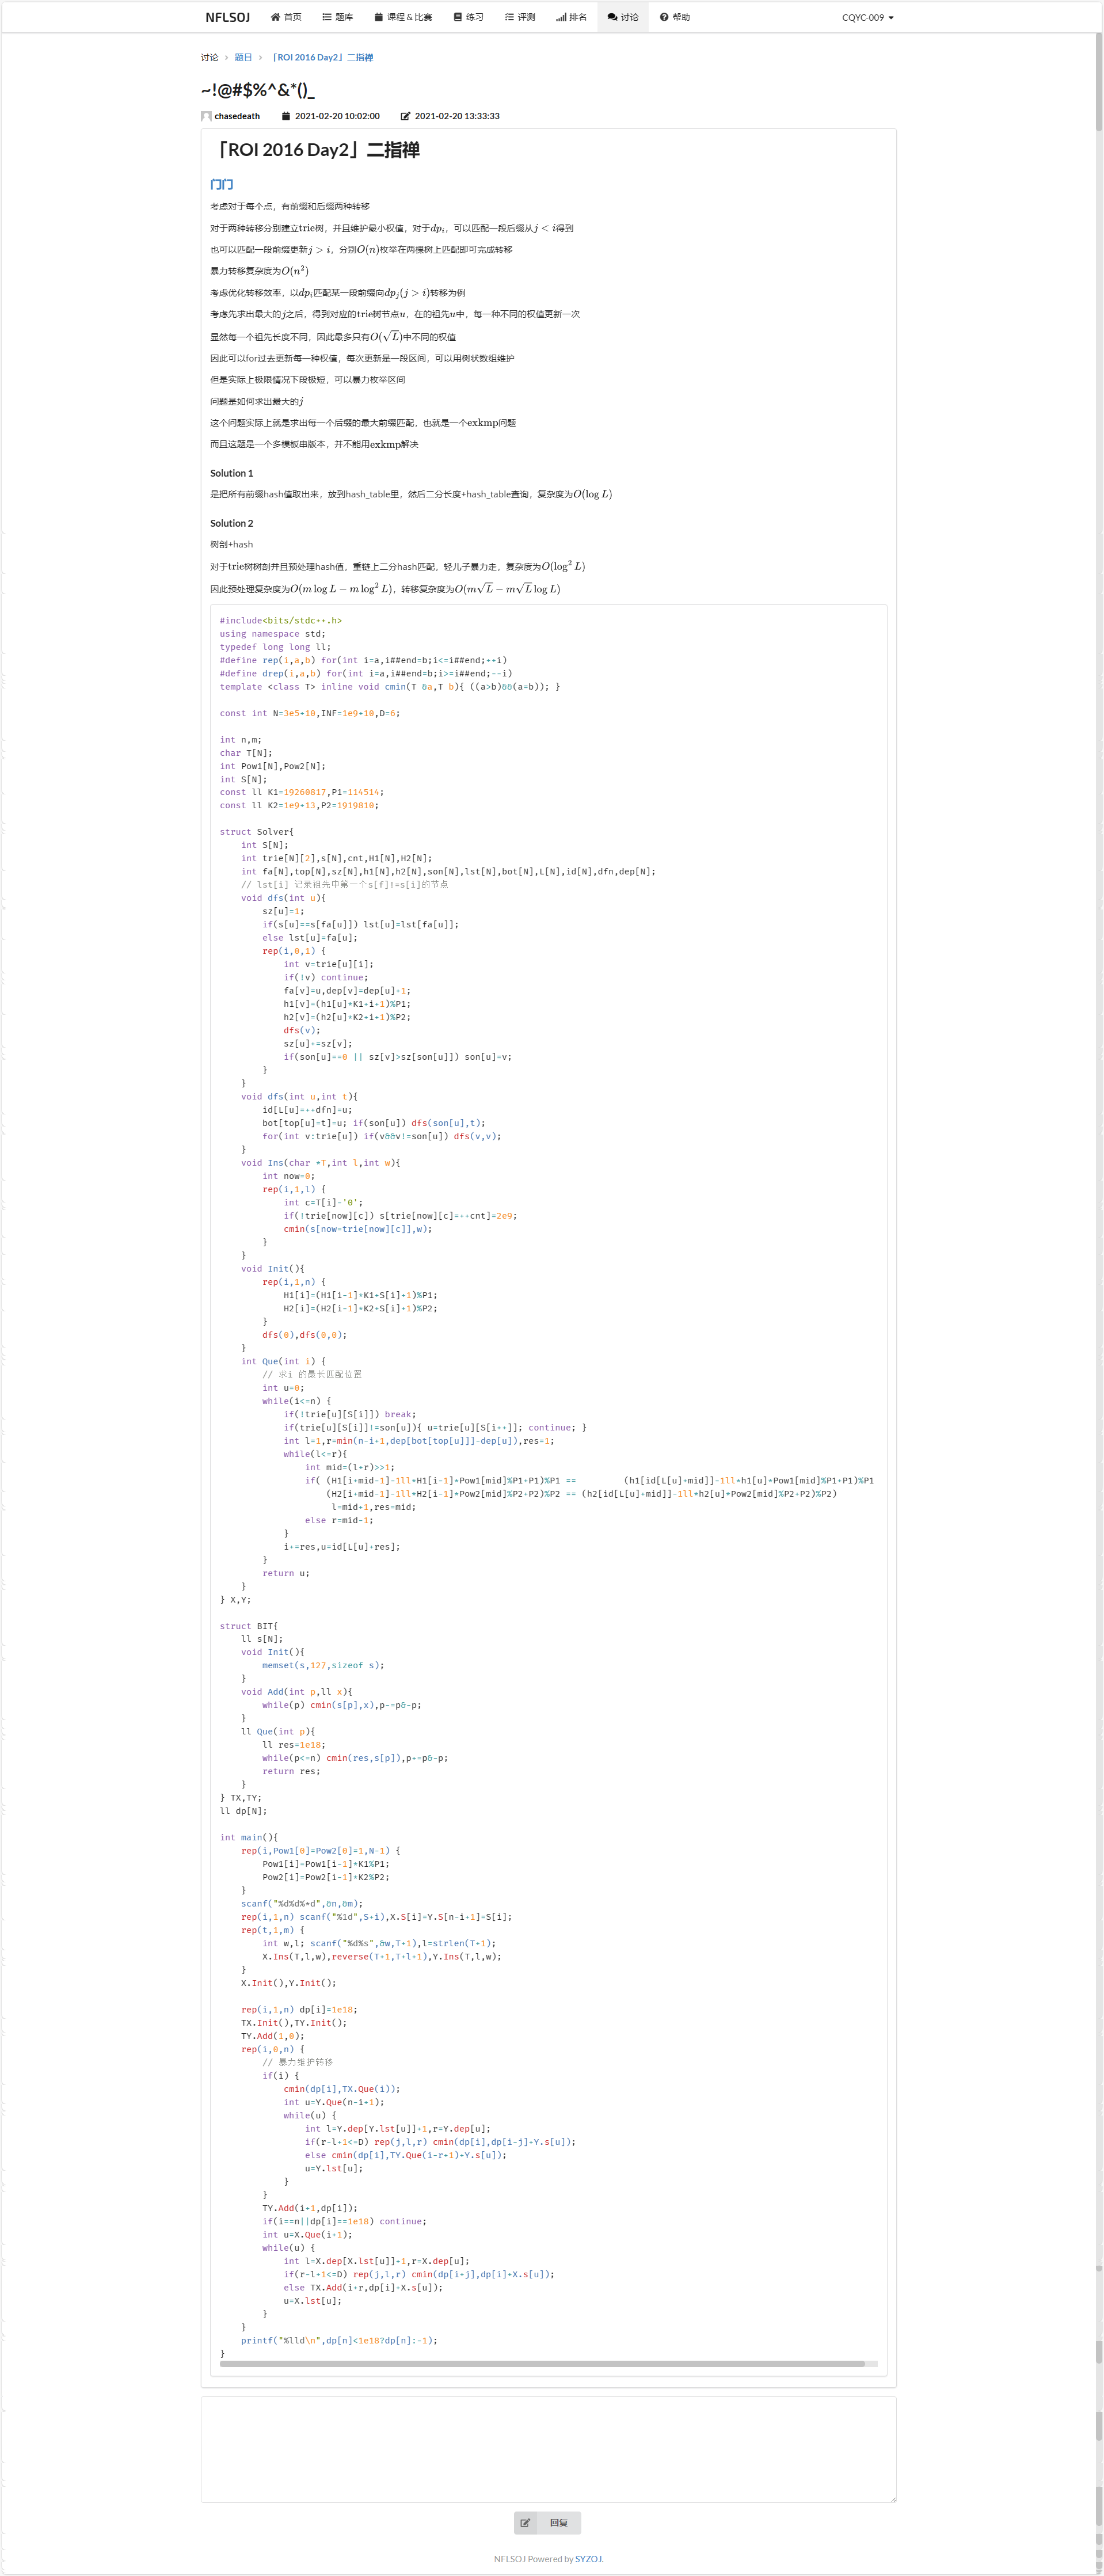 NFLSOJ 首页 题库 课程＆比赛 练习 评测 排名 讨论 帮助 CQYC-009
讨论 > 题目 > 「ROI 2016 Day2」二指禅
~!@#$%^&*()_
chasedeath 2021-02-20 10:02:00 2021-02-20 13:33:33
「ROI 2016 Day2」二指禅
门门
考虑对于每个点，有前缀和后缀两种转移
对于两种转移分别建立trie树，并且维护最小权值，对于dp_i，可以匹配一段后缀从j < i得到
也可以匹配一段前缀更新j > i，分别O(n)枚举在两棵树上匹配即可完成转移
暴力转移复杂度为O(n^2)
考虑优化转移效率，以dp_i匹配某一段前缀向dp_j(j > i)转移为例
考虑先求出最大的j之后，得到对应的trie树节点u，在的祖先u中，每一种不同的权值更新一次
显然每一个祖先长度不同，因此最多只有O(√L)中不同的权值
因此可以for过去更新每一种权值，每次更新是一段区间，可以用树状数组维护
但是实际上极限情况下段极短，可以暴力枚举区间
问题是如何求出最大的j
这个问题实际上就是求出每一个后缀的最大前缀匹配，也就是一个exkmp问题
而且这题是一个多模板串版本，并不能用exkmp解决
Solution 1
是把所有前缀hash值取出来，放到hash_table里，然后二分长度+hash_table查询，复杂度为O(log L)
Solution 2
树剖+hash
对于trie树树剖并且预处理hash值，重链上二分hash匹配，轻儿子暴力走，复杂度为O(log^2 L)
因此预处理复杂度为O(m log L − m log^2 L)，转移复杂度为O(m√L − m√L log L)
#include<bits/stdc++.h>
using namespace std;
typedef long long ll;
#define rep(i,a,b) for(int i=a,i##end=b;i<=i##end;++i)
#define drep(i,a,b) for(int i=a,i##end=b;i>=i##end;--i)
template <class T> inline void cmin(T &a,T b){ ((a>b)&&(a=b)); }

const int N=3e5+10,INF=1e9+10,D=6;

int n,m;
char T[N];
int Pow1[N],Pow2[N];
int S[N];
const ll K1=19260817,P1=114514;
const ll K2=1e9+13,P2=1919810;

struct Solver{
    int S[N];
    int trie[N][2],s[N],cnt,H1[N],H2[N];
    int fa[N],top[N],sz[N],h1[N],h2[N],son[N],lst[N],bot[N],L[N],id[N],dfn,dep[N];
    // lst[i] 记录祖先中第一个s[f]!=s[i]的节点
    void dfs(int u){
        sz[u]=1;
        if(s[u]==s[fa[u]]) lst[u]=lst[fa[u]];
        else lst[u]=fa[u];
        rep(i,0,1) {
            int v=trie[u][i];
            if(!v) continue;
            fa[v]=u,dep[v]=dep[u]+1;
            h1[v]=(h1[u]*K1+i+1)%P1;
            h2[v]=(h2[u]*K2+i+1)%P2;
            dfs(v);
            sz[u]+=sz[v];
            if(son[u]==0 || sz[v]>sz[son[u]]) son[u]=v;
        }
    }
    void dfs(int u,int t){
        id[L[u]=++dfn]=u;
        bot[top[u]=t]=u; if(son[u]) dfs(son[u],t);
        for(int v:trie[u]) if(v&&v!=son[u]) dfs(v,v);
    }
    void Ins(char *T,int l,int w){
        int now=0;
        rep(i,1,l) {
            int c=T[i]-'0';
            if(!trie[now][c]) s[trie[now][c]=++cnt]=2e9;
            cmin(s[now=trie[now][c]],w);
        }
    }
    void Init(){
        rep(i,1,n) {
            H1[i]=(H1[i-1]*K1+S[i]+1)%P1;
            H2[i]=(H2[i-1]*K2+S[i]+1)%P2;
        }
        dfs(0),dfs(0,0);
    }
    int Que(int i) {
        // 求i 的最长匹配位置
        int u=0;
        while(i<=n) {
            if(!trie[u][S[i]]) break;
            if(trie[u][S[i]]!=son[u]){ u=trie[u][S[i++]]; continue; }
            int l=1,r=min(n-i+1,dep[bot[top[u]]]-dep[u]),res=1;
            while(l<=r){
                int mid=(l+r)>>1;
                if( (H1[i+mid-1]-1ll*H1[i-1]*Pow1[mid]%P1+P1)%P1 ==         (h1[id[L[u]+mid]]-1ll*h1[u]*Pow1[mid]%P1+P1)%P1
                    (H2[i+mid-1]-1ll*H2[i-1]*Pow2[mid]%P2+P2)%P2 == (h2[id[L[u]+mid]]-1ll*h2[u]*Pow2[mid]%P2+P2)%P2)
                     l=mid+1,res=mid;
                else r=mid-1;
            }
            i+=res,u=id[L[u]+res];
        }
        return u;
    }
} X,Y;

struct BIT{
    ll s[N];
    void Init(){
        memset(s,127,sizeof s);
    }
    void Add(int p,ll x){
        while(p) cmin(s[p],x),p-=p&-p;
    }
    ll Que(int p){
        ll res=1e18;
        while(p<=n) cmin(res,s[p]),p+=p&-p;
        return res;
    }
} TX,TY;
ll dp[N];

int main(){
    rep(i,Pow1[0]=Pow2[0]=1,N-1) {
        Pow1[i]=Pow1[i-1]*K1%P1;
        Pow2[i]=Pow2[i-1]*K2%P2;
    }
    scanf("%d%d%*d",&n,&m);
    rep(i,1,n) scanf("%1d",S+i),X.S[i]=Y.S[n-i+1]=S[i];
    rep(t,1,m) {
        int w,l; scanf("%d%s",&w,T+1),l=strlen(T+1);
        X.Ins(T,l,w),reverse(T+1,T+l+1),Y.Ins(T,l,w);
    }
    X.Init(),Y.Init();

    rep(i,1,n) dp[i]=1e18;
    TX.Init(),TY.Init();
    TY.Add(1,0);
    rep(i,0,n) {
        // 暴力维护转移
        if(i) {
            cmin(dp[i],TX.Que(i));
            int u=Y.Que(n-i+1);
            while(u) {
                int l=Y.dep[Y.lst[u]]+1,r=Y.dep[u];
                if(r-l+1<=D) rep(j,l,r) cmin(dp[i],dp[i-j]+Y.s[u]);
                else cmin(dp[i],TY.Que(i-r+1)+Y.s[u]);
                u=Y.lst[u];
            }
        }
        TY.Add(i+1,dp[i]);
        if(i==n||dp[i]==1e18) continue;
        int u=X.Que(i+1);
        while(u) {
            int l=X.dep[X.lst[u]]+1,r=X.dep[u];
            if(r-l+1<=D) rep(j,l,r) cmin(dp[i+j],dp[i]+X.s[u]);
            else TX.Add(i+r,dp[i]+X.s[u]);
            u=X.lst[u];
        }
    }
    printf("%lld\n",dp[n]<1e18?dp[n]:-1);
}
回复
NFLSOJ Powered by SYZOJ.